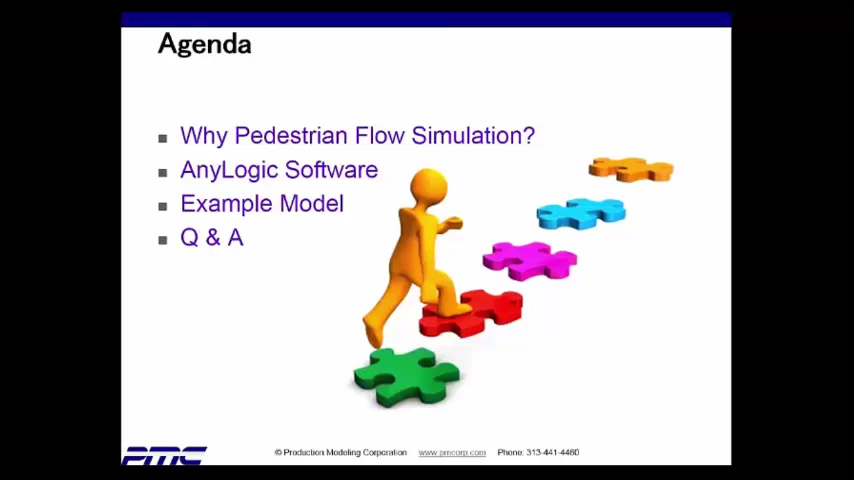 Agenda
Why Pedestrian Flow Simulation?
AnyLogic Software
Example Model
Q & A
PMC
© Production Modeling Corporation www.pmcorp.com Phone: 313-441-4460